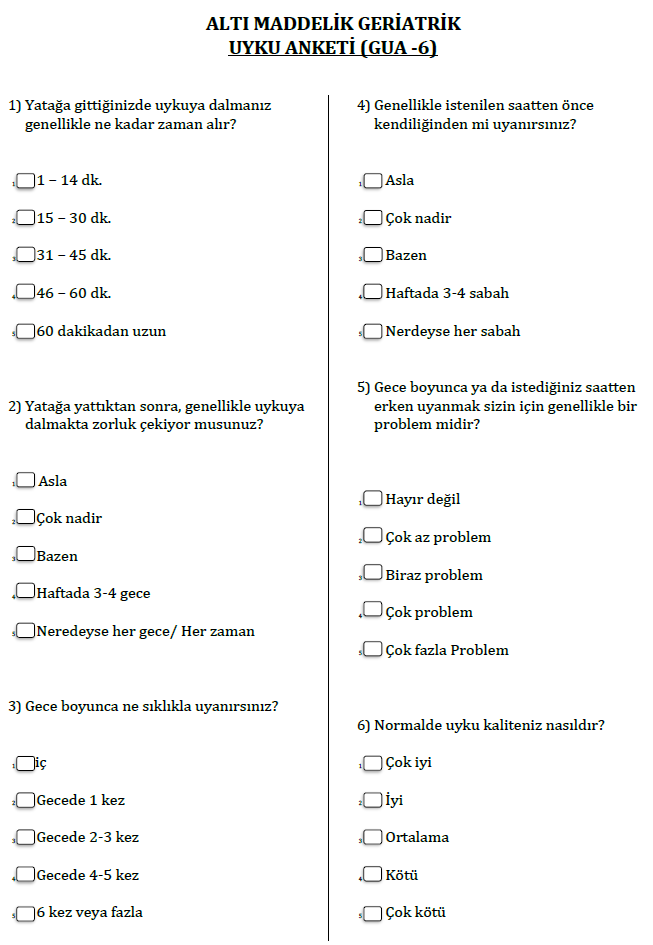 ALTI MADDELİK GERİATRİK
UYKU ANKETİ (GUA -6)
1) Yatağa gittiğinizde uykuya dalmanız
genellikle ne kadar zaman alır?
1 1 – 14 dk.
2 15 – 30 dk.
3 31 – 45 dk.
4 46 – 60 dk.
5 60 dakikadan uzun
2) Yatağa yattıktan sonra, genellikle uykuya
dalmakta zorluk çekiyor musunuz?
1 Asla
2 Çok nadir
3 Bazen
4 Haftada 3-4 gece
5 Neredeyse her gece/ Her zaman
3) Gece boyunca ne sıklıkla uyanırsınız?
1 iç
2 Gecede 1 kez
3 Gecede 2-3 kez
4 Gecede 4-5 kez
5 6 kez veya fazla
4) Genellikle istenilen saatten önce
kendiliğinden mi uyanırsınız?
1 Asla
2 Çok nadir
3 Bazen
4 Haftada 3-4 sabah
5 Nerdeyse her sabah
5) Gece boyunca ya da istediğiniz saatten
erken uyanmak sizin için genellikle bir
problem midir?
1 Hayır değil
2 Çok az problem
3 Biraz problem
4 Çok problem
5 Çok fazla Problem
6) Normalde uyku kaliteniz nasıldır?
1 Çok iyi
2 İyi
3 Ortalama
4 Kötü
5 Çok kötü